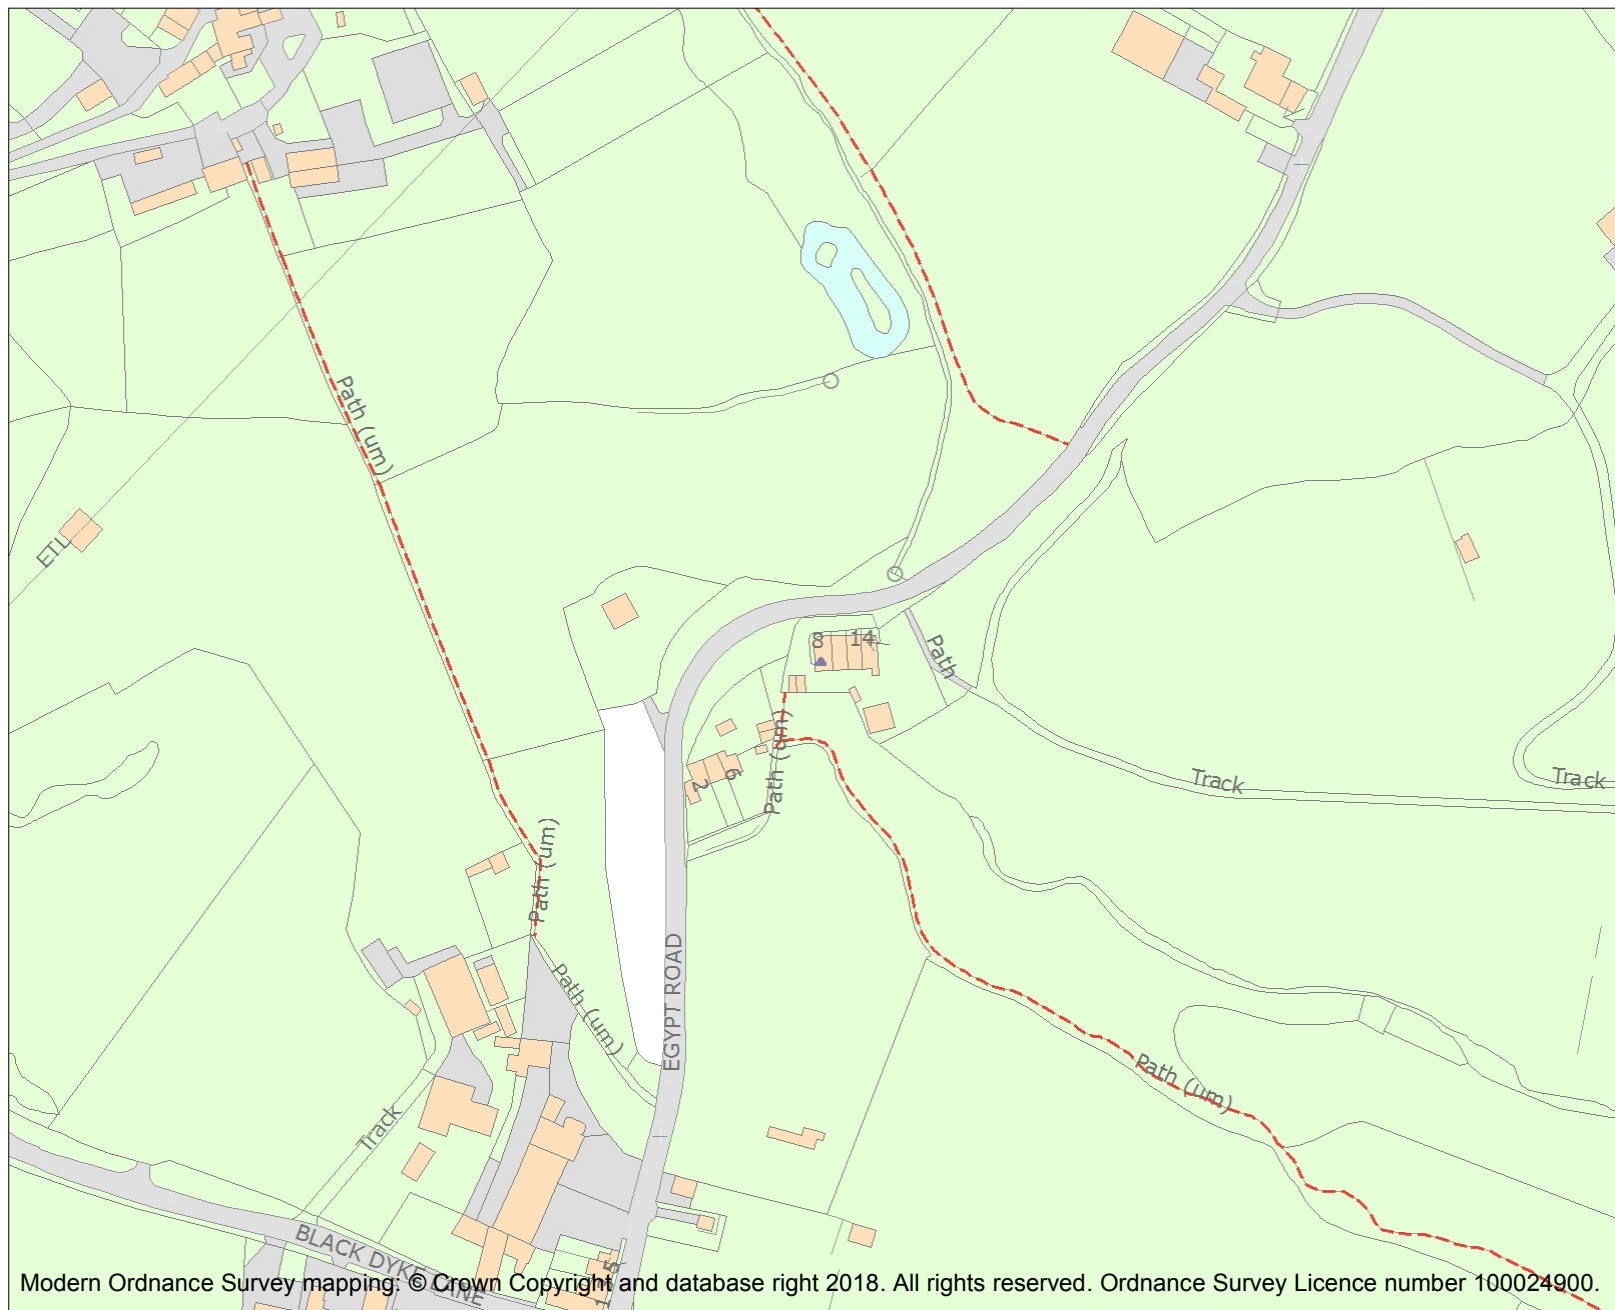 Path (um)
ETL
8 14
Path
Path (um)
2 6
Track
Track
Path (um)
EGYPT ROAD
Path (um)
Path (um)
Track
BLACK DYKE LANE
Modern Ordnance Survey mapping: © Crown Copyright and database right 2018. All rights reserved. Ordnance Survey Licence number 100024900.